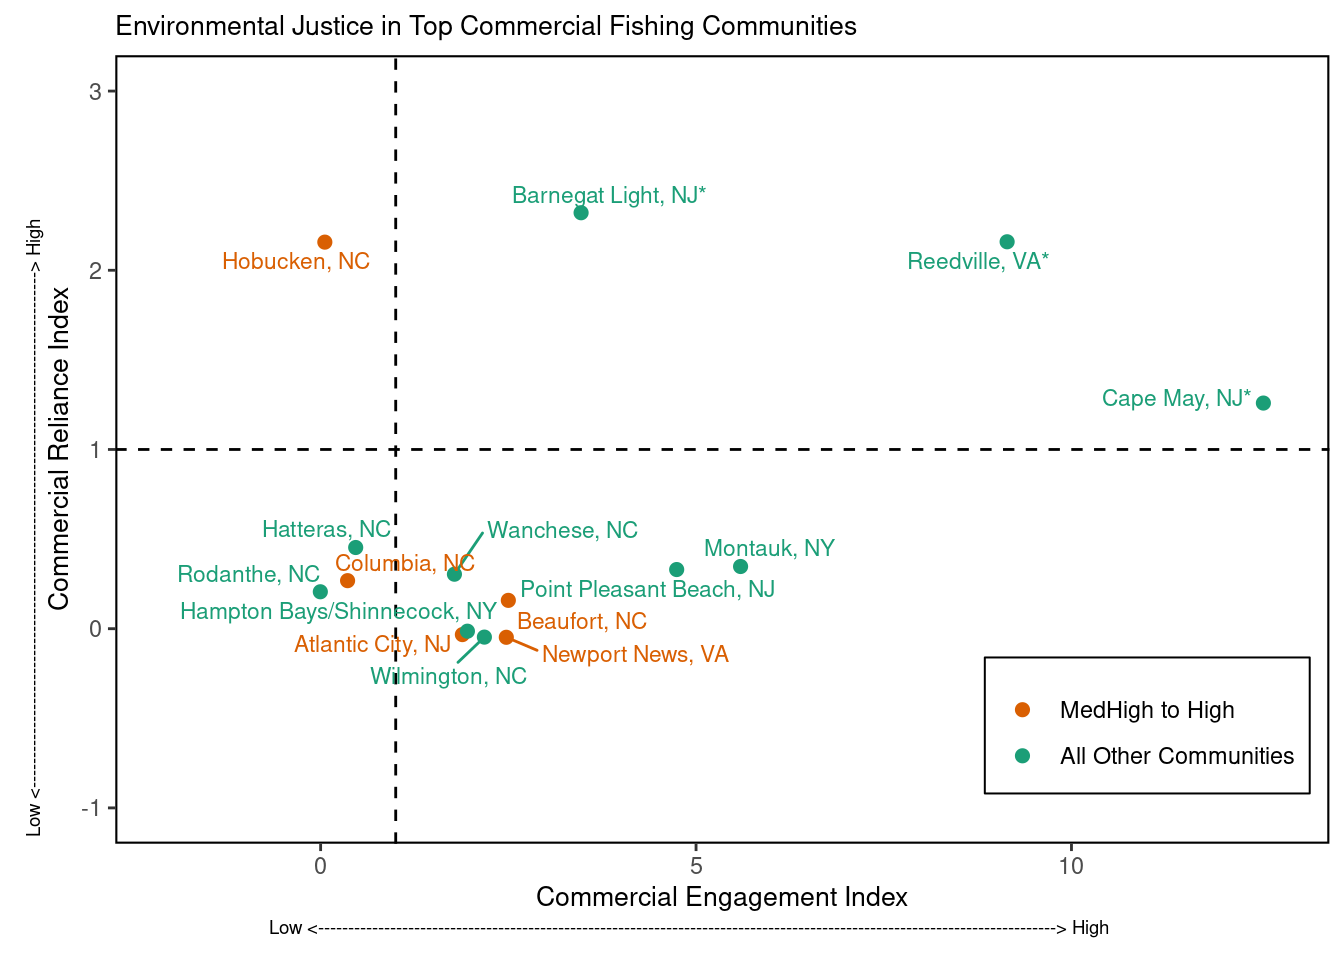 Environmental Justice in Top Commercial Fishing Communities
3
2
1
0
-1
Low <--------------------------------------------------------------------------------------------------------------> High
Commercial Reliance Index
Barnegat Light, NJ*
Hobucken, NC
Reedville, VA*
Cape May, NJ*
Hatteras, NC
Wanchese, NC
Montauk, NY
Columbia, NC
Rodanthe, NC
Point Pleasant Beach, NJ
Hampton Bays/Shinnecock, NY
Beaufort, NC
Atlantic City, NJ
Newport News, VA
Wilmington, NC
MedHigh to High
All Other Communities
0
5
10
Commercial Engagement Index
Low <--------------------------------------------------------------------------------------------------------------> High